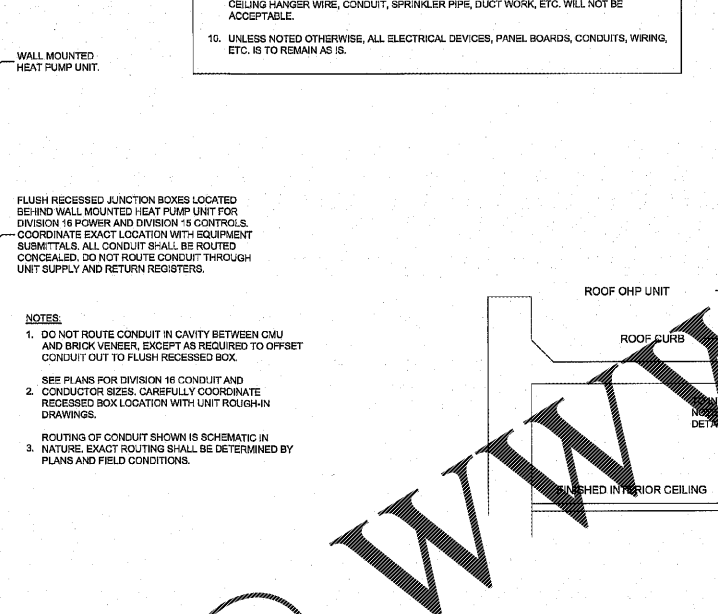 CEILING HANGER WIRE, CONDUIT, SPRINKLER PIPE, DUCT WORK, ETC. WILL NOT BE
ACCEPTABLE.
10. UNLESS NOTED OTHERWISE, ALL ELECTRICAL DEVICES, PANEL BOARDS, CONDUITS, WIRING,
ETC. IS TO REMAIN AS IS.
WALL MOUNTED
HEAT PUMP UNIT.
FLUSH RECESSED JUNCTION BOXES LOCATED
BEHIND WALL MOUNTED HEAT PUMP UNIT FOR
DIVISION 16 POWER AND DIVISION 15 CONTROLS.
COORDINATE EXACT LOCATION WITH EQUIPMENT
SUBMITTALS. ALL CONDUIT SHALL BE ROUTED
CONCEALED. DO NOT ROUTE CONDUIT THROUGH
UNIT SUPPLY AND RETURN REGISTERS.
NOTES:
1. DO NOT ROUTE CONDUIT IN CAVITY BETWEEN CMU
AND BRICK VENEER, EXCEPT AS REQUIRED TO OFFSET
CONDUIT OUT TO FLUSH RECESSED BOX.
SEE PLANS FOR DIVISION 16 CONDUIT AND
2. CONDUCTOR SIZES. CAREFULLY COORDINATE
RECESSED BOX LOCATION WITH UNIT ROUGH-IN
DRAWINGS.
ROUTING OF CONDUIT SHOWN IS SCHEMATIC IN
3. NATURE. EXACT ROUTING SHALL BE DETERMINED BY
PLANS AND FIELD CONDITIONS.
ROOF OHP UNIT
ROOF CURB
FINISHED INTERIOR CEILING
WWW